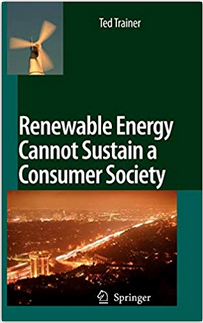 Ted Trainer
Renewable Energy
Cannot Sustain a
Consumer Society
Springer